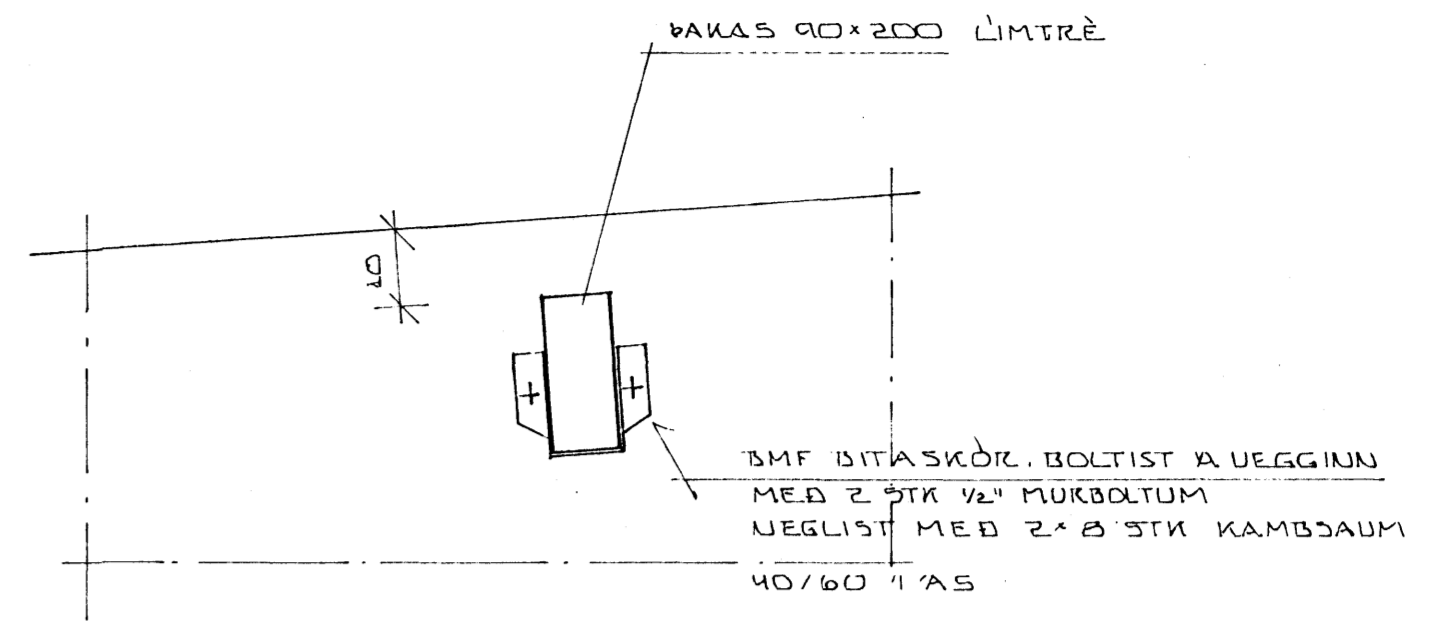 ÞAKÁS 90×200 LÍMTRÈ
10
BMF BITASKÓR. BOLTIST Á VEGGINN
MEÐ 2 STK 1/2" MÚRBOLTUM
NEGLIST MEÐ 2×8 STK KAMBSAUM
40/60 Í ÁS